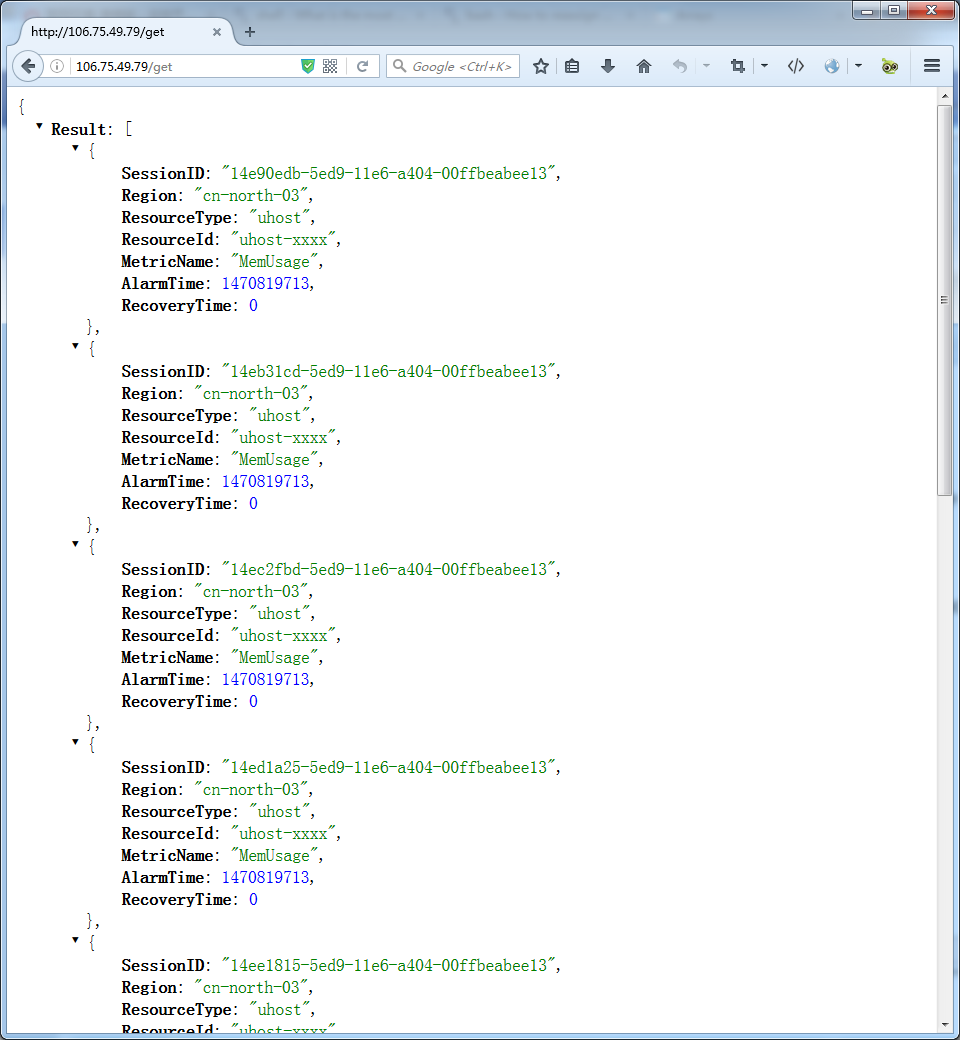 http://106.75.49.79/get
106.75.49.79/get
Google <Ctrl+K>
{
Result: [
{
SessionID: "14e90edb-5ed9-11e6-a404-00ffbeabee13",
Region: "cn-north-03",
ResourceType: "uhost",
ResourceId: "uhost-xxxx",
MetricName: "MemUsage",
AlarmTime: 1470819713,
RecoveryTime: 0
},
{
SessionID: "14eb31cd-5ed9-11e6-a404-00ffbeabee13",
Region: "cn-north-03",
ResourceType: "uhost",
ResourceId: "uhost-xxxx",
MetricName: "MemUsage",
AlarmTime: 1470819713,
RecoveryTime: 0
},
{
SessionID: "14ec2fbd-5ed9-11e6-a404-00ffbeabee13",
Region: "cn-north-03",
ResourceType: "uhost",
ResourceId: "uhost-xxxx",
MetricName: "MemUsage",
AlarmTime: 1470819713,
RecoveryTime: 0
},
{
SessionID: "14ed1a25-5ed9-11e6-a404-00ffbeabee13",
Region: "cn-north-03",
ResourceType: "uhost",
ResourceId: "uhost-xxxx",
MetricName: "MemUsage",
AlarmTime: 1470819713,
RecoveryTime: 0
},
{
SessionID: "14ee1815-5ed9-11e6-a404-00ffbeabee13",
Region: "cn-north-03",
ResourceType: "uhost",
ResourceId: "uhost-xxxx"